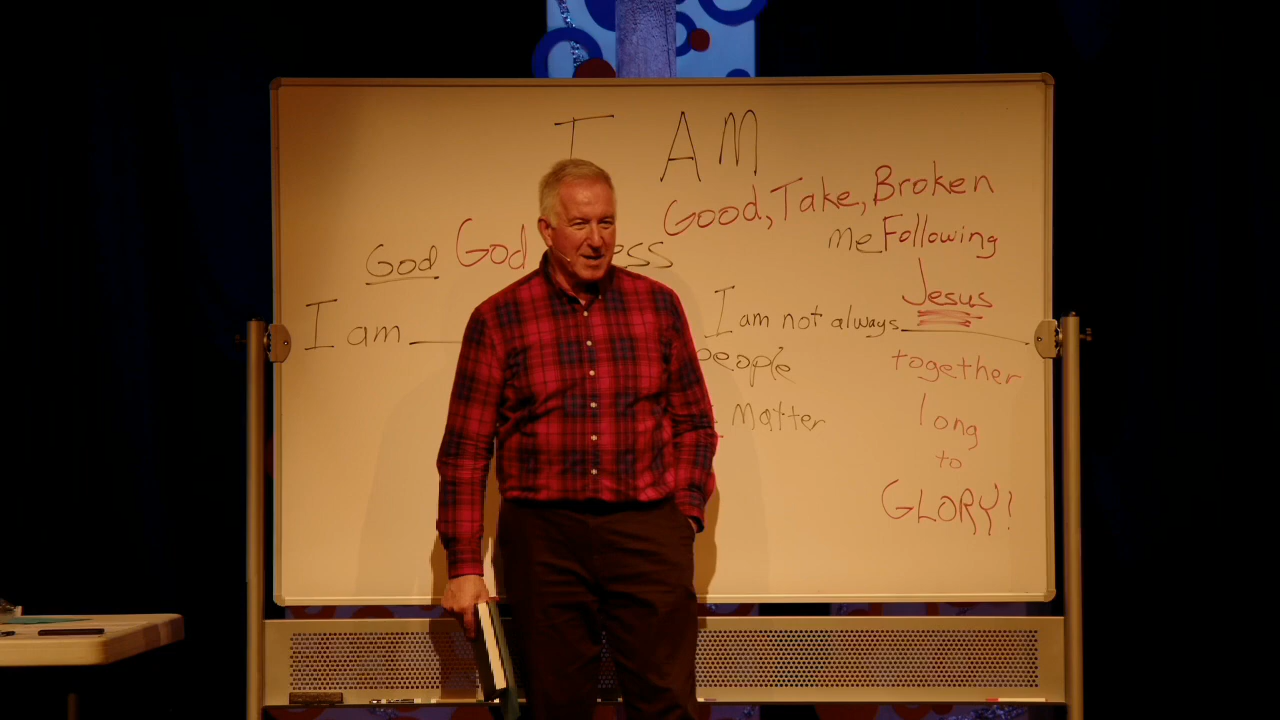 I AM
Good, Take, Broken
me Following
God God ess
Jesus
I am I am not always
people together
Matter long
to
GLORY!